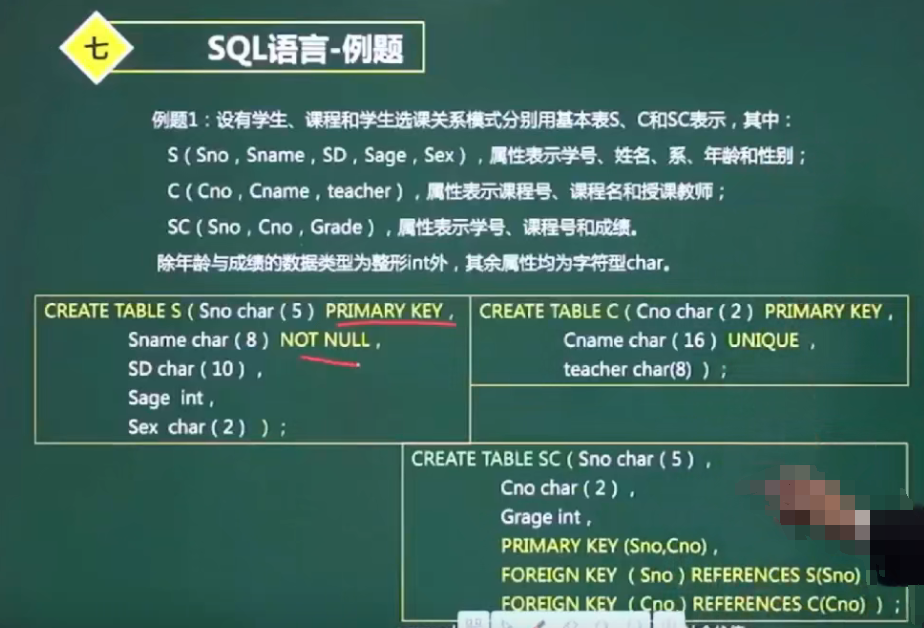 七
SQL语言-例题
例题1：设有学生、课程和学生选课关系模式分别用基本表S、C和SC表示，其中：
S（Sno，Sname，SD，Sage，Sex），属性表示学号、姓名、系、年龄和性别；
C（Cno，Cname，teacher），属性表示课程号、课程名和授课教师；
SC（Sno，Cno，Grade），属性表示学号、课程号和成绩。
除年龄与成绩的数据类型为整形int外，其余属性均为字符型char。
CREATE TABLE S（Sno char（5）PRIMARY KEY，
Sname char（8）NOT NULL，
SD char（10），
Sage int，
Sex char（2））；
CREATE TABLE C（Cno char（2）PRIMARY KEY，
Cname char（16）UNIQUE ，
teacher char(8) ）；
CREATE TABLE SC（Sno char（5），
Cno char（2），
Grage int，
PRIMARY KEY (Sno,Cno)，
FOREIGN KEY （Sno）REFERENCES S(Sno)
FOREIGN KEY （Cno）REFERENCES C(Cno) ）；